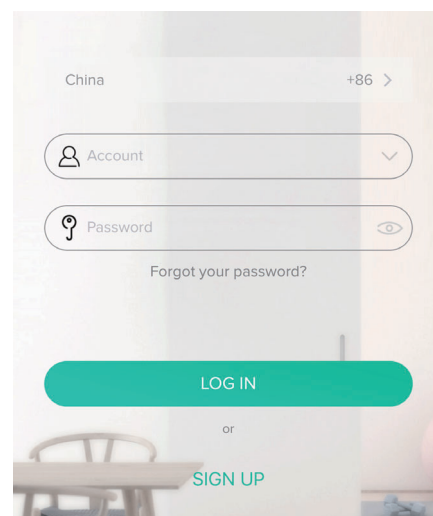 China +86 >
Account
Password
Forgot your password?
LOG IN
or
SIGN UP